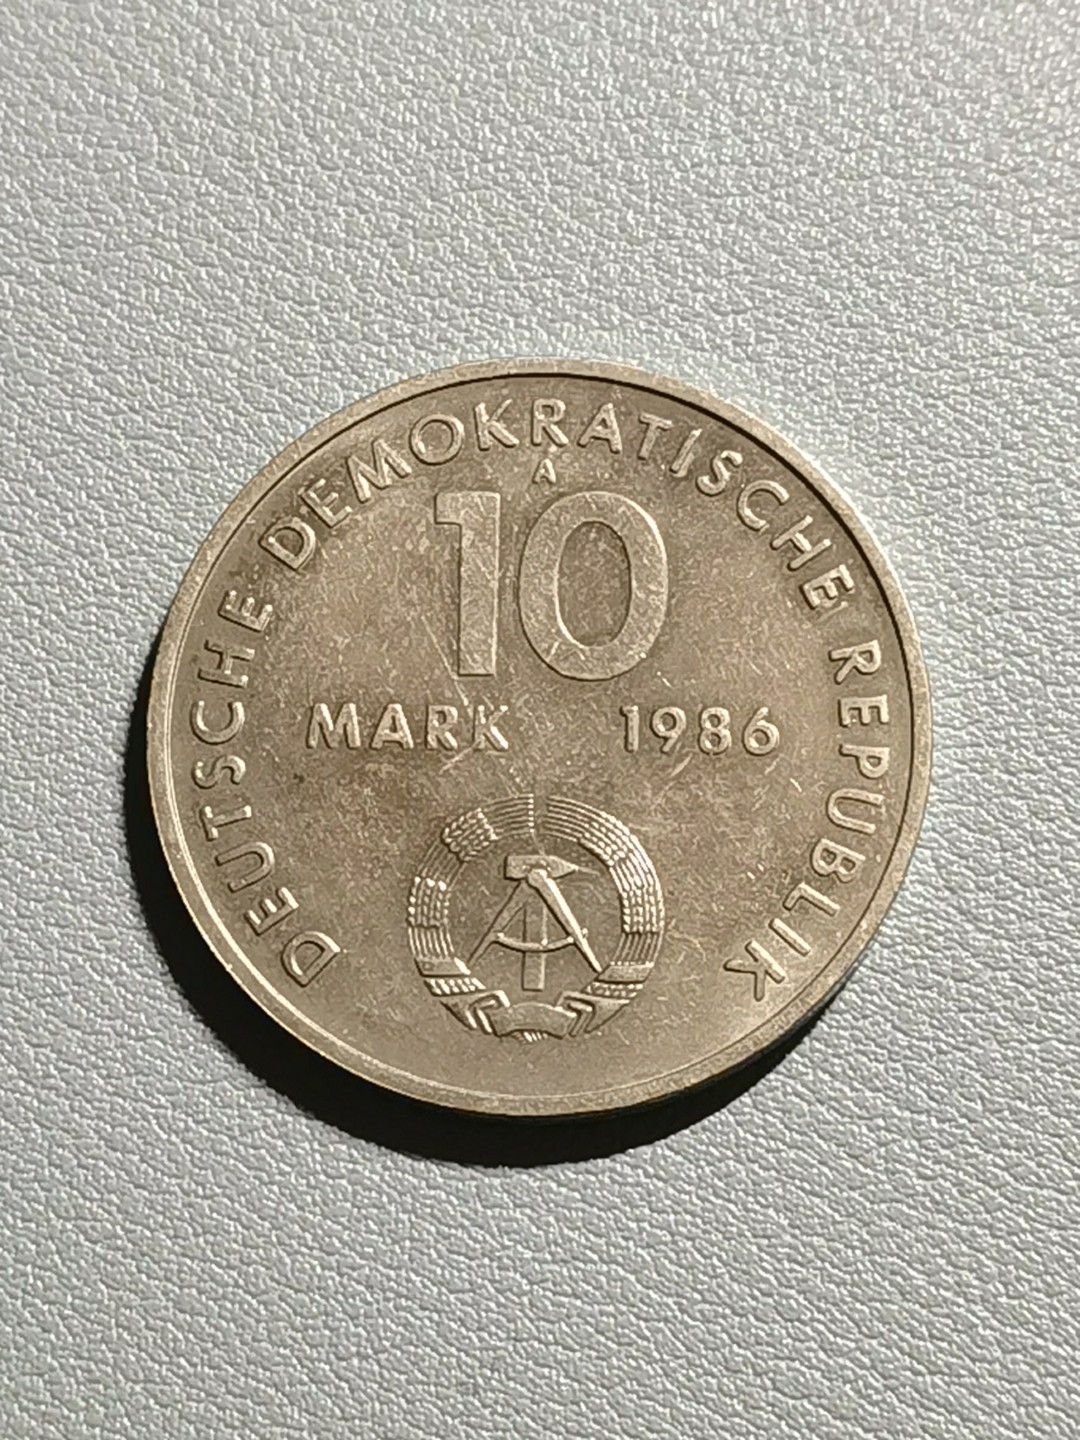 DEUTSCHE DEMOKRATISCHE REPUBLIK
A
10
MARK 1986